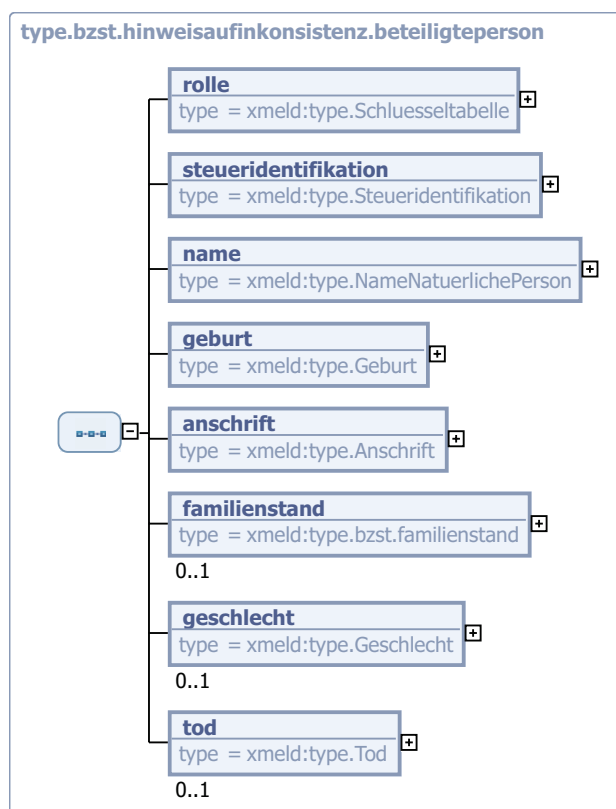 type.bzst.hinweisaufinkonsistenz.beteiligteperson
rolle
type = xmeld:type.Schluesseltabelle
steueridentifikation
type = xmeld:type.Steueridentifikation
name
type = xmeld:type.NameNatuerlichePerson
geburt
type = xmeld:type.Geburt
anschrift
type = xmeld:type.Anschrift
familienstand
type = xmeld:type.bzst.familienstand
0..1
geschlecht
type = xmeld:type.Geschlecht
0..1
tod
type = xmeld:type.Tod
0..1